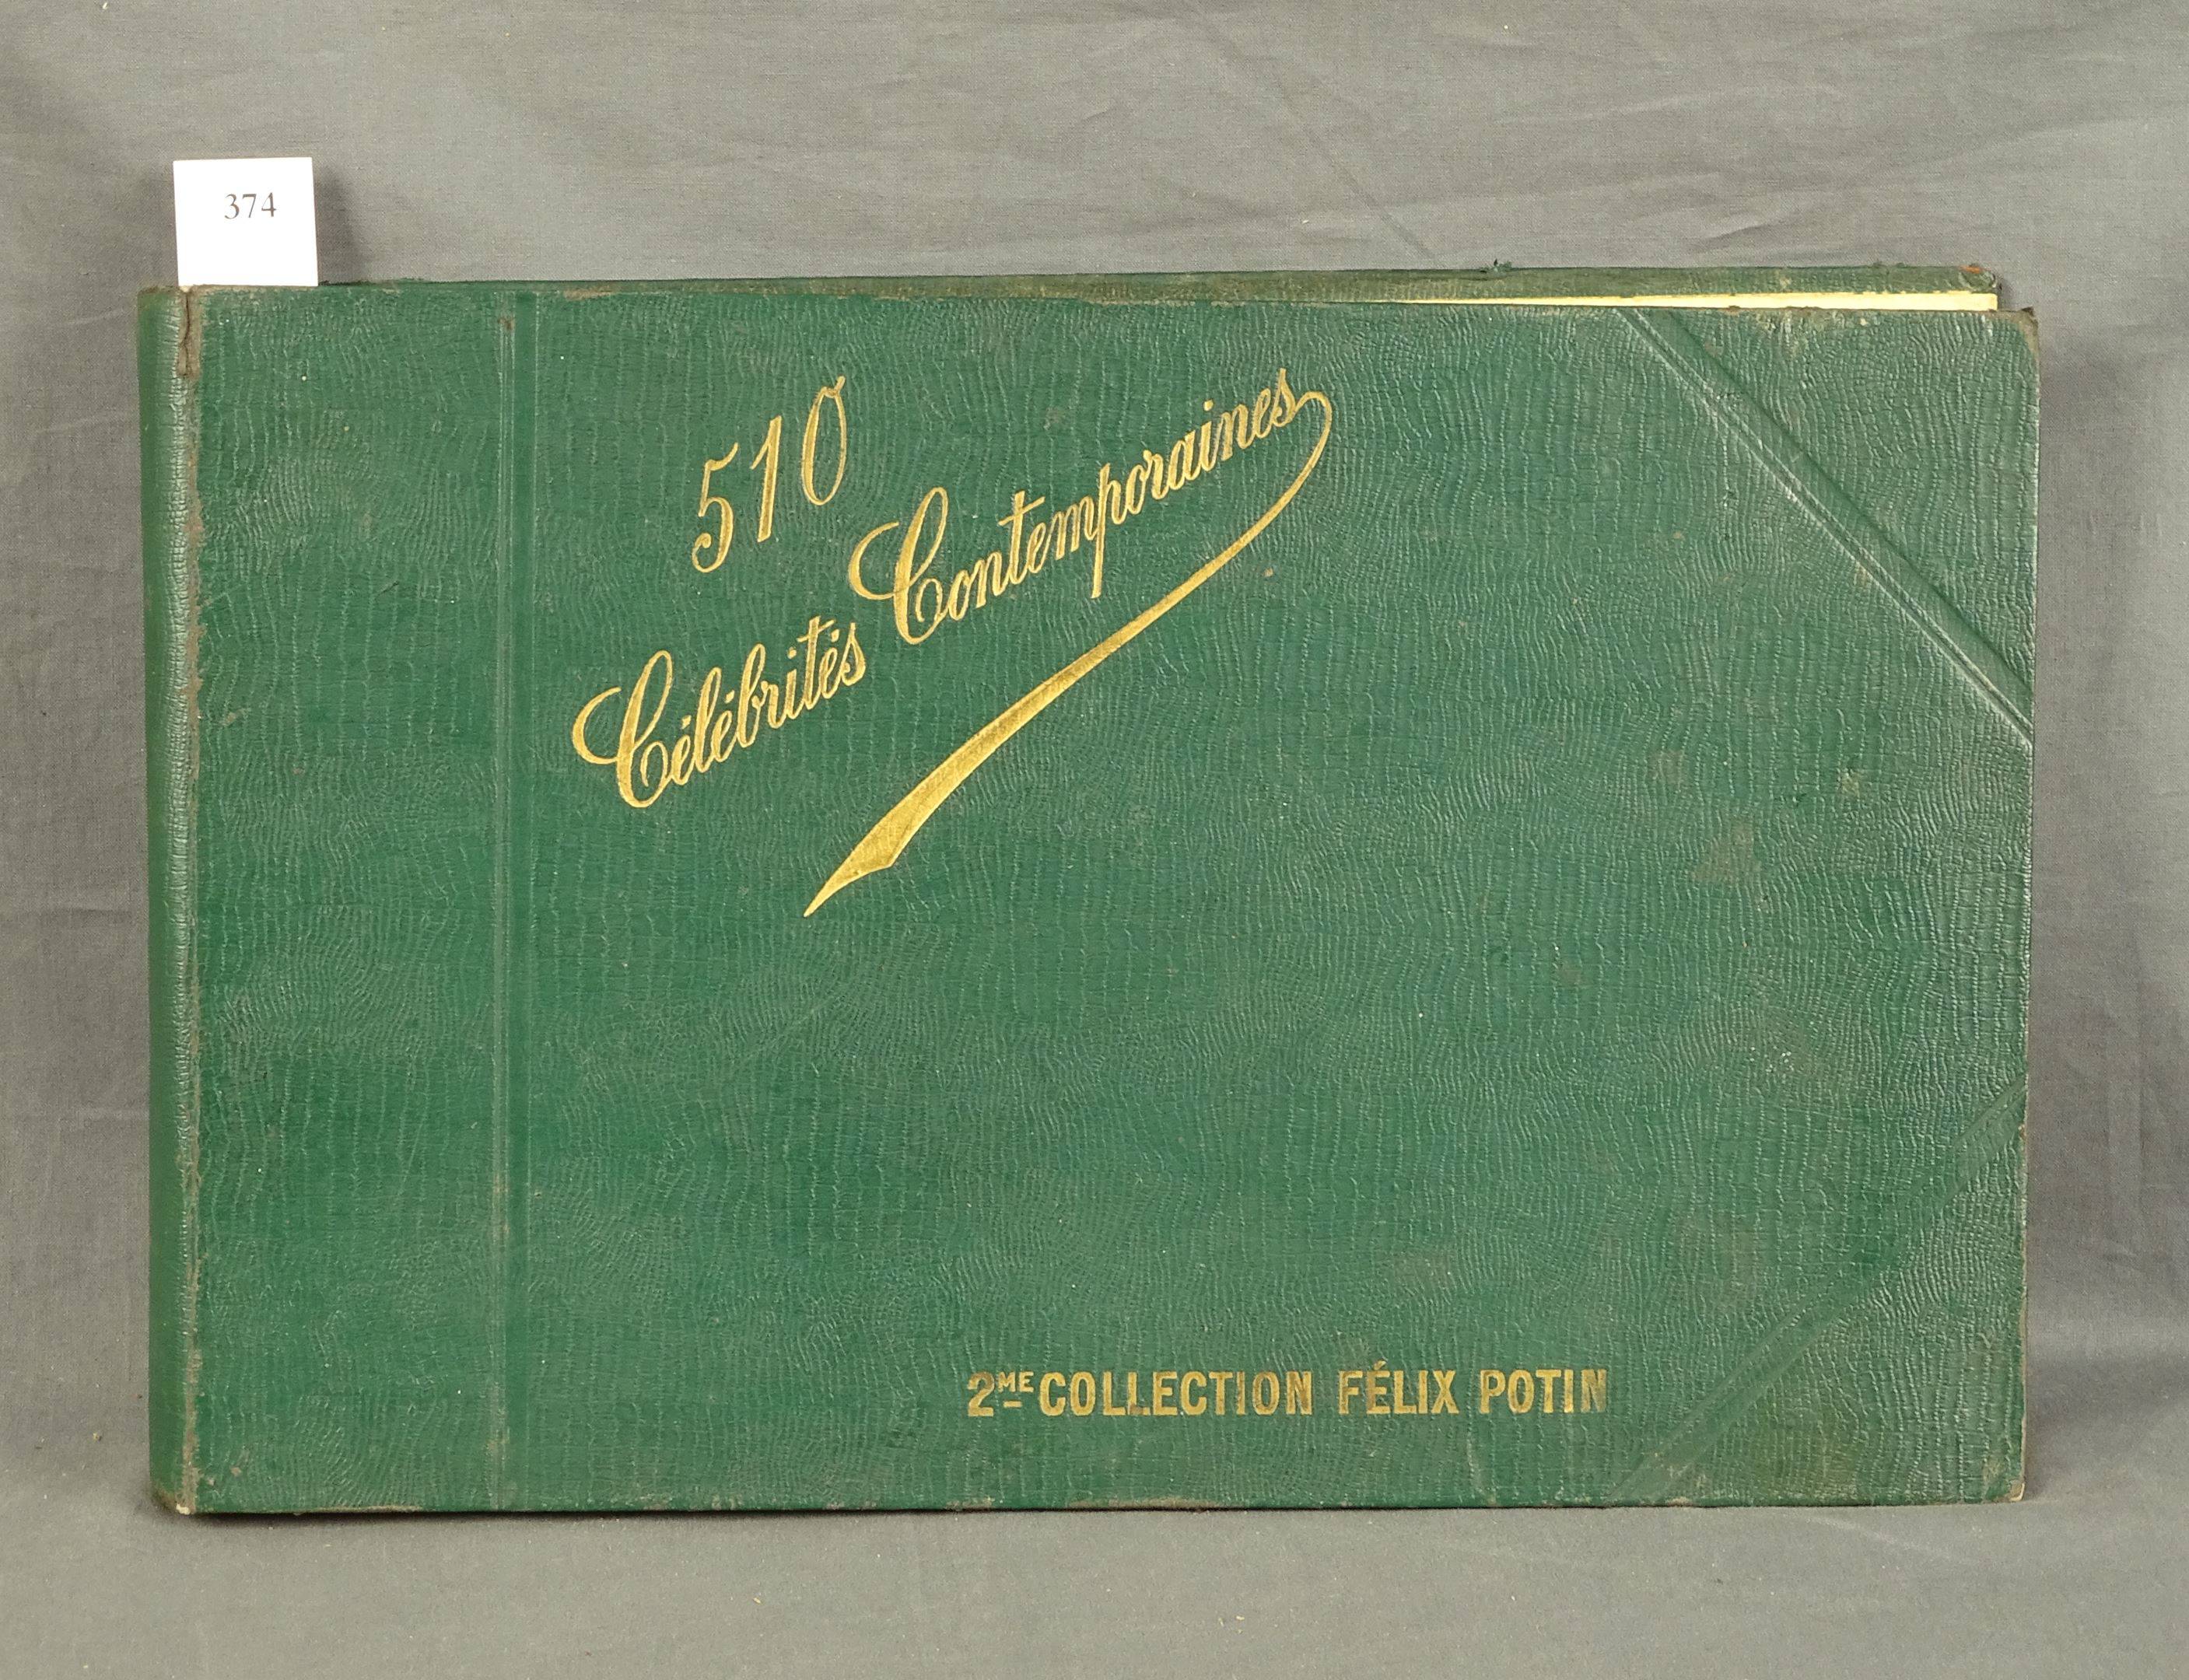 374
510
Célébrités Contemporaines
2ME COLLECTION FÉLIX POTIN